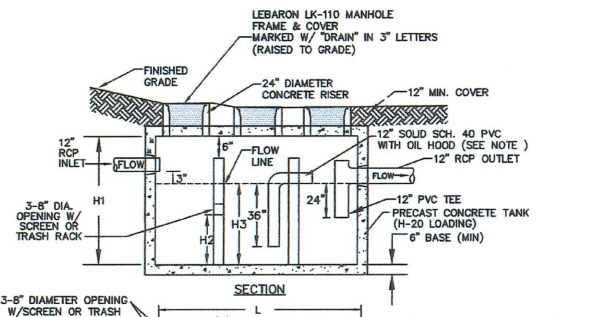 LEBARON LK-110 MANHOLE
FRAME & COVER
MARKED W/ "DRAIN" IN 3" LETTERS
(RAISED TO GRADE)
FINISHED
GRADE
24" DIAMETER
CONCRETE RISER
12" MIN. COVER
12"
RCP
INLET
FLOW
3"
6"
FLOW
LINE
12" SOLID SCH. 40 PVC
WITH OIL HOOD (SEE NOTE )
12" RCP OUTLET
FLOW
H1
3-8" DIA.
OPENING W/
SCREEN OR
TRASH RACK
H2
H3
36"
24"
12" PVC TEE
PRECAST CONCRETE TANK
(H-20 LOADING)
6" BASE (MIN)
SECTION
3-8" DIAMETER OPENING
W/SCREEN OR TRASH
L